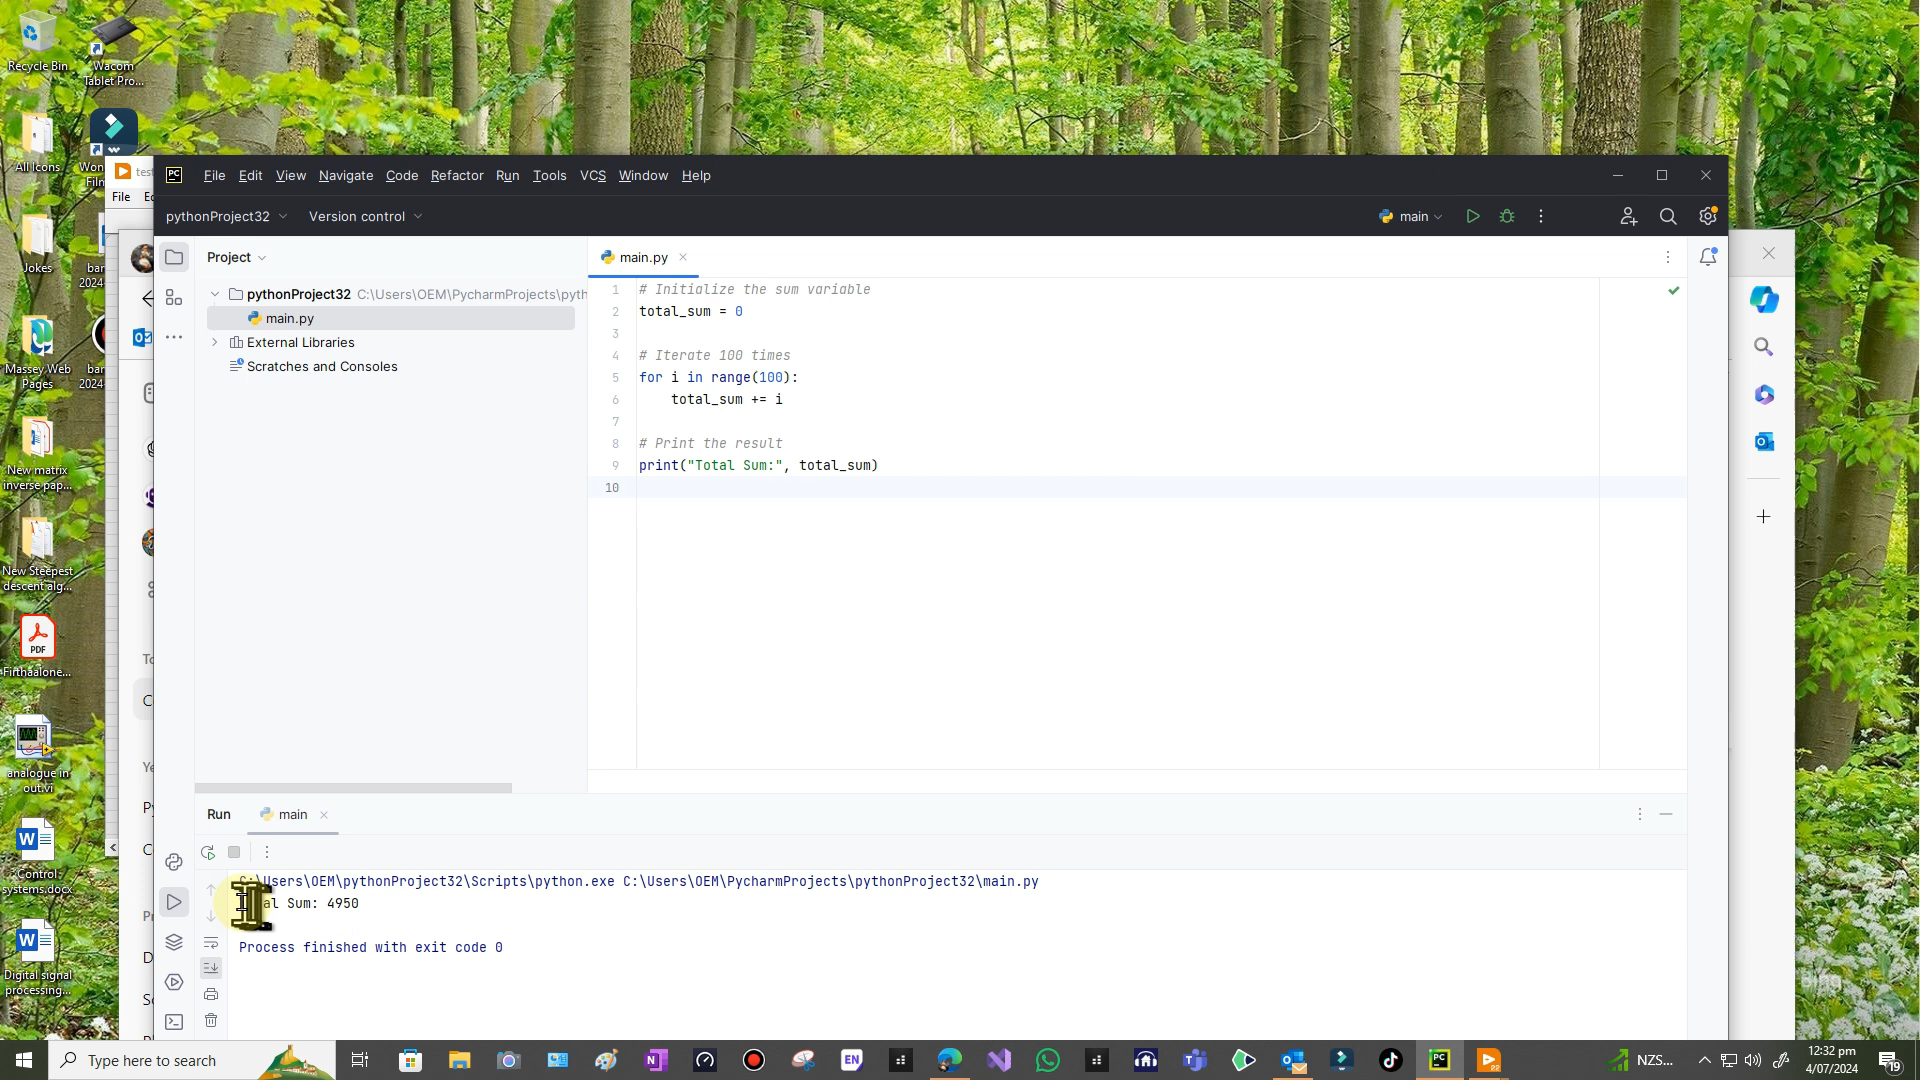 Recycle Bin
Wacom
Tablet Pro...
All Icons
Jokes
Massey Web
Pages
New matrix
inverse pap...
New Steepest
descent alg...
PDF
Firthaalone...
analogue in
out.vi
Control
systems.docx
Digital signal
processing...
File
PC
File Edit View Navigate Code Refactor Run Tools VCS Window Help
pythonProject32
Version control
main
Project
main.py
pythonProject32 C:\Users\OEM\PycharmProjects\pyth
main.py
External Libraries
Scratches and Consoles
1 # Initialize the sum variable
2 total_sum = 0
3
4 # Iterate 100 times
5 for i in range(100):
6 total_sum += i
7
8 # Print the result
9 print("Total Sum:", total_sum)
10
Run
main
C:\Users\OEM\pythonProject32\Scripts\python.exe C:\Users\OEM\PycharmProjects\pythonProject32\main.py
al Sum: 4950
Process finished with exit code 0
Type here to search
EN
PC
NZS...
12:32 pm
4/07/2024
19